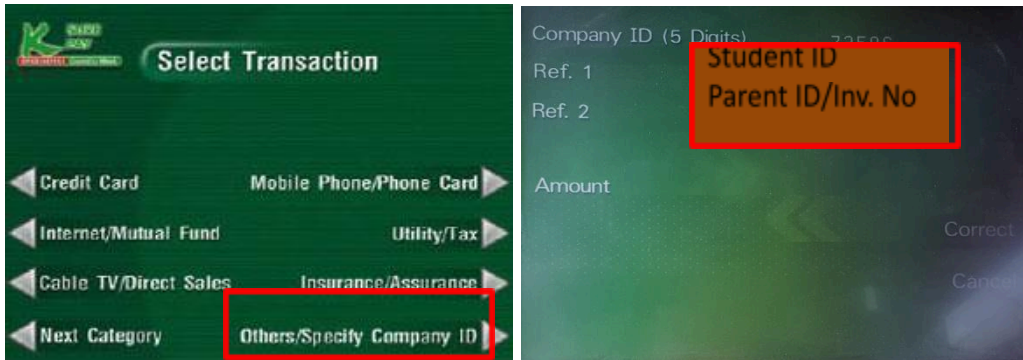 Select Transaction
Credit Card
Mobile Phone/Phone Card
Internet/Mutual Fund
Utility/Tax
Cable TV/Direct Sales
Insurance/Assurance
Next Category
Others/Specify Company ID
Company ID (5 Digits)
Ref. 1
Student ID
Ref. 2
Parent ID/Inv. No
Amount
Correct
Cancel